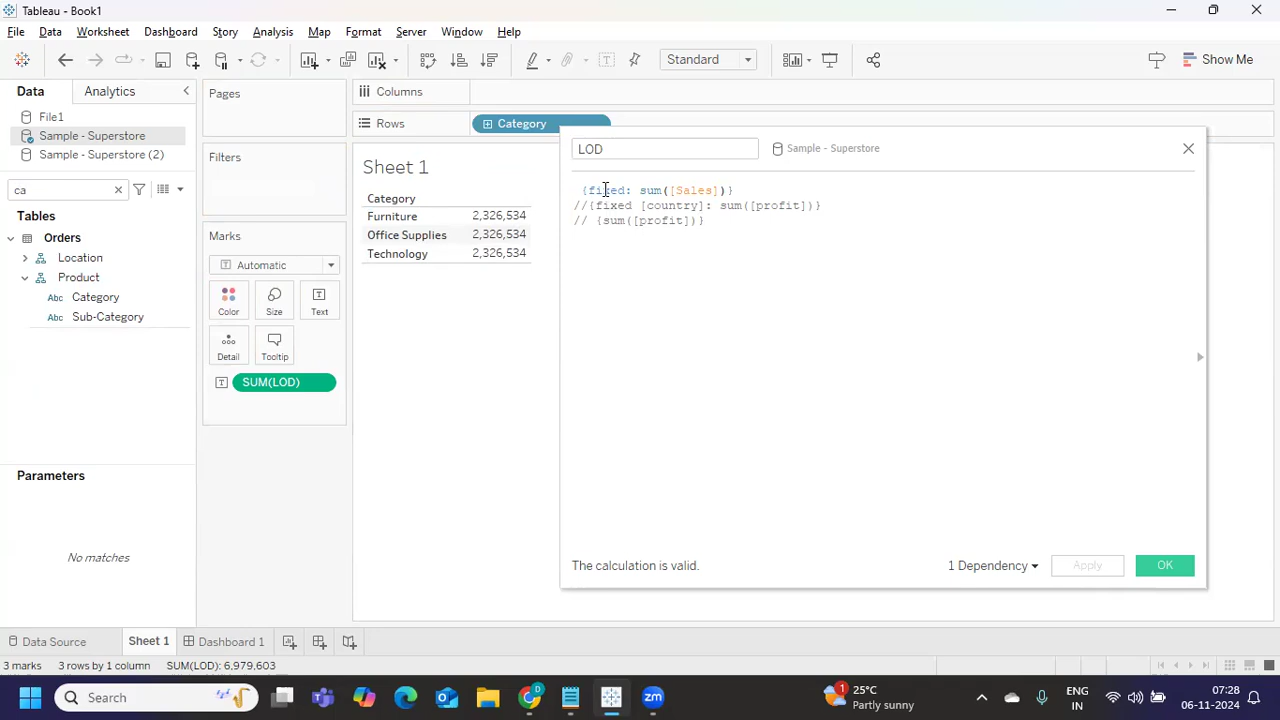 Tableau - Book1
File Data Worksheet Dashboard Story Analysis Map Format Server Window Help
Standard
Show Me
Data Analytics
Pages
Columns
File1
Sample - Superstore
Sample - Superstore (2)
Rows
Category
ca
Filters
Sheet 1
LOD
Sample - Superstore
Tables
Orders
Location
Product
Abc Category
Abc Sub-Category
Marks
Automatic
Color Size Text
Detail Tooltip
SUM(LOD)
Category
Furniture 2,326,534
Office Supplies 2,326,534
Technology 2,326,534
{fixed: sum([Sales])}
//{fixed [country]: sum([profit])}
// {sum([profit])}
Parameters
No matches
The calculation is valid.
1 Dependency
Apply
OK
Data Source Sheet 1 Dashboard 1
3 marks 3 rows by 1 column SUM(LOD): 6,979,603
Search
1
25°C
Partly sunny
ENG
IN
07:28
06-11-2024